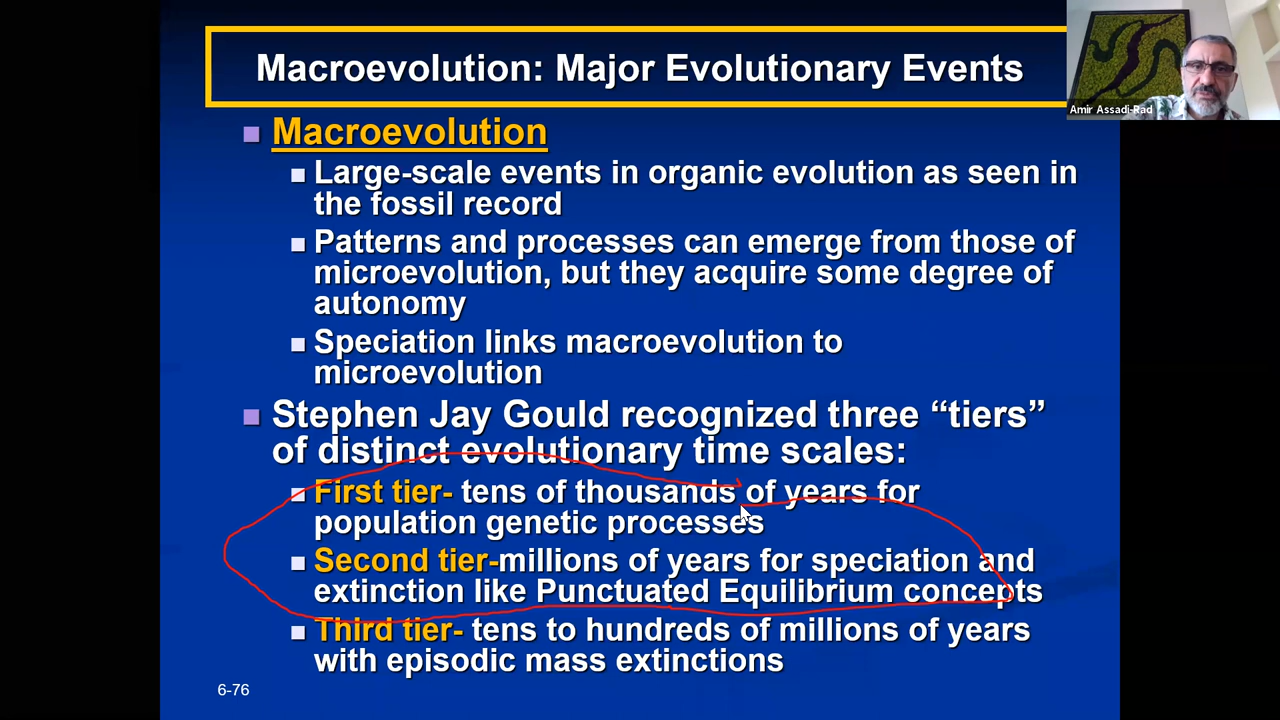 Macroevolution: Major Evolutionary Events
Amir Assadi-Rad
Macroevolution
Large-scale events in organic evolution as seen in
the fossil record
Patterns and processes can emerge from those of
microevolution, but they acquire some degree of
autonomy
Speciation links macroevolution to
microevolution
Stephen Jay Gould recognized three “tiers”
of distinct evolutionary time scales:
First tier- tens of thousands of years for
population genetic processes
Second tier-millions of years for speciation and
extinction like Punctuated Equilibrium concepts
Third tier- tens to hundreds of millions of years
with episodic mass extinctions
6-76